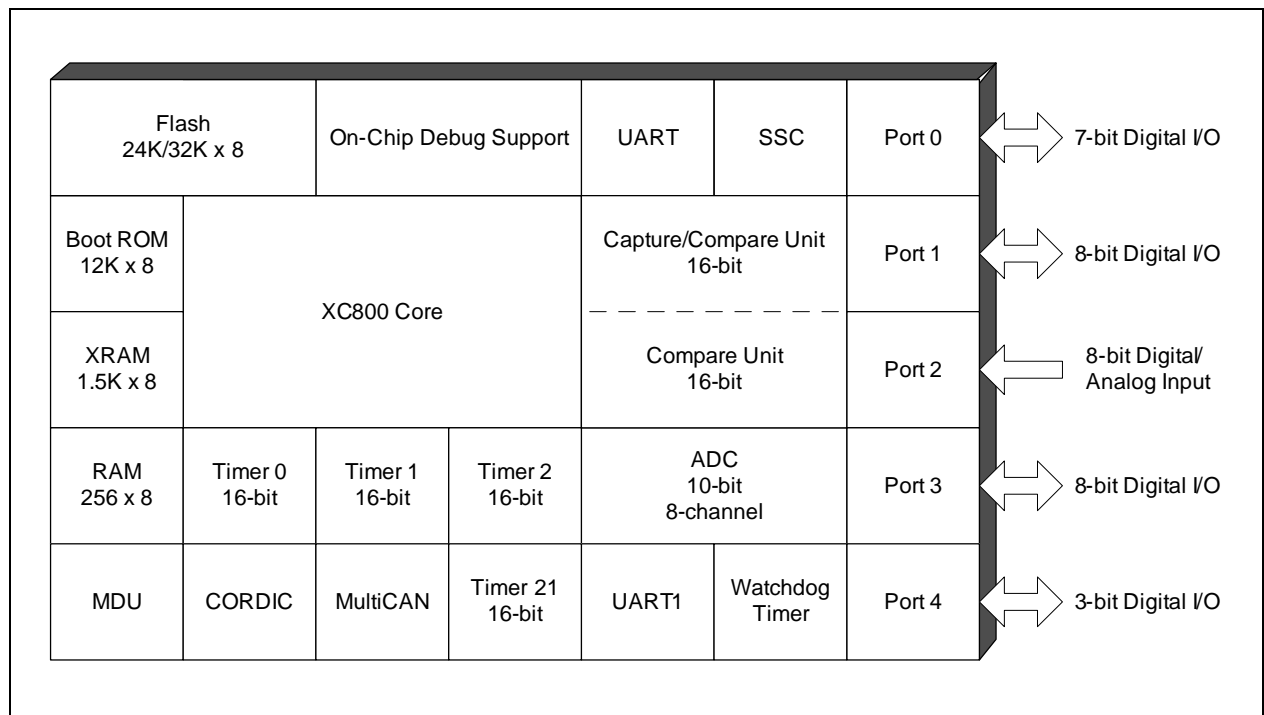 Flash
24K/32K x 8
On-Chip Debug Support
UART
SSC
Port 0
7-bit Digital I/O
Boot ROM
12K x 8
XC800 Core
Capture/Compare Unit
16-bit
Port 1
8-bit Digital I/O
XRAM
1.5K x 8
Compare Unit
16-bit
Port 2
8-bit Digital/
Analog Input
RAM
256 x 8
Timer 0
16-bit
Timer 1
16-bit
Timer 2
16-bit
ADC
10-bit
8-channel
Port 3
8-bit Digital I/O
MDU
CORDIC
MultiCAN
Timer 21
16-bit
UART1
Watchdog
Timer
Port 4
3-bit Digital I/O